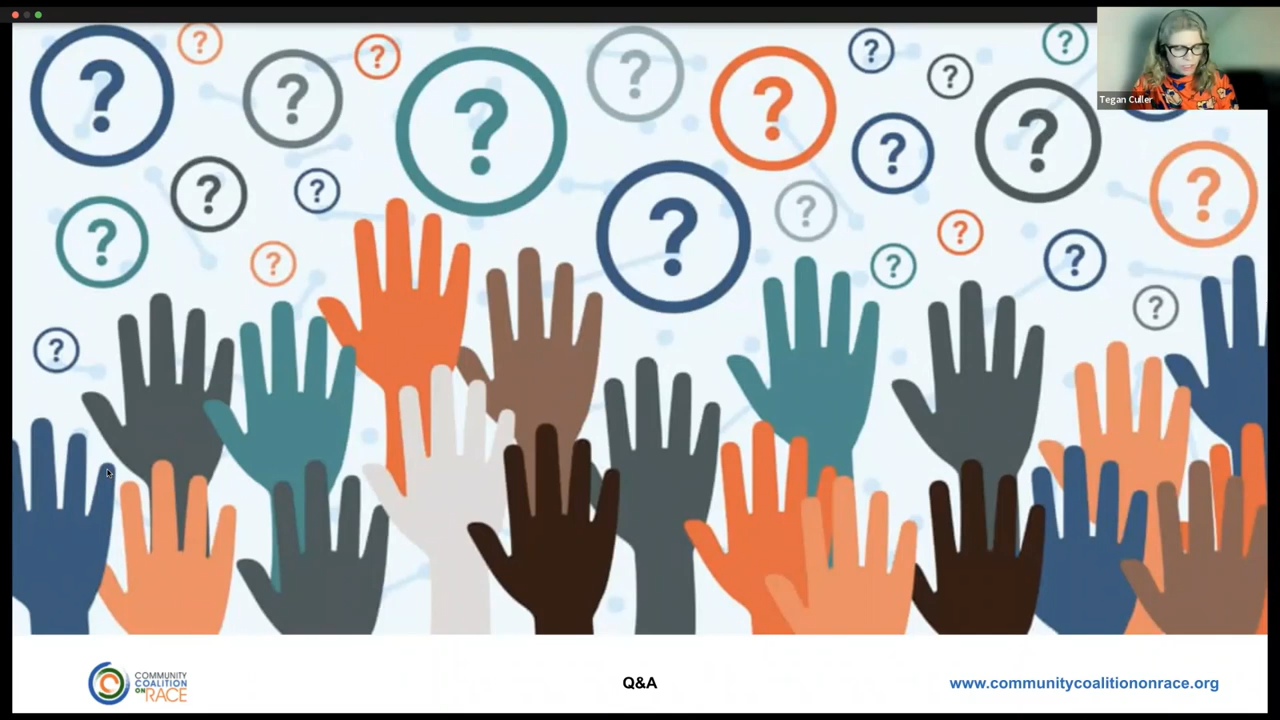 Tegan Culler
COMMUNITY
COALITION
ON RACE
Q&A
www.communitycoalitiononrace.org